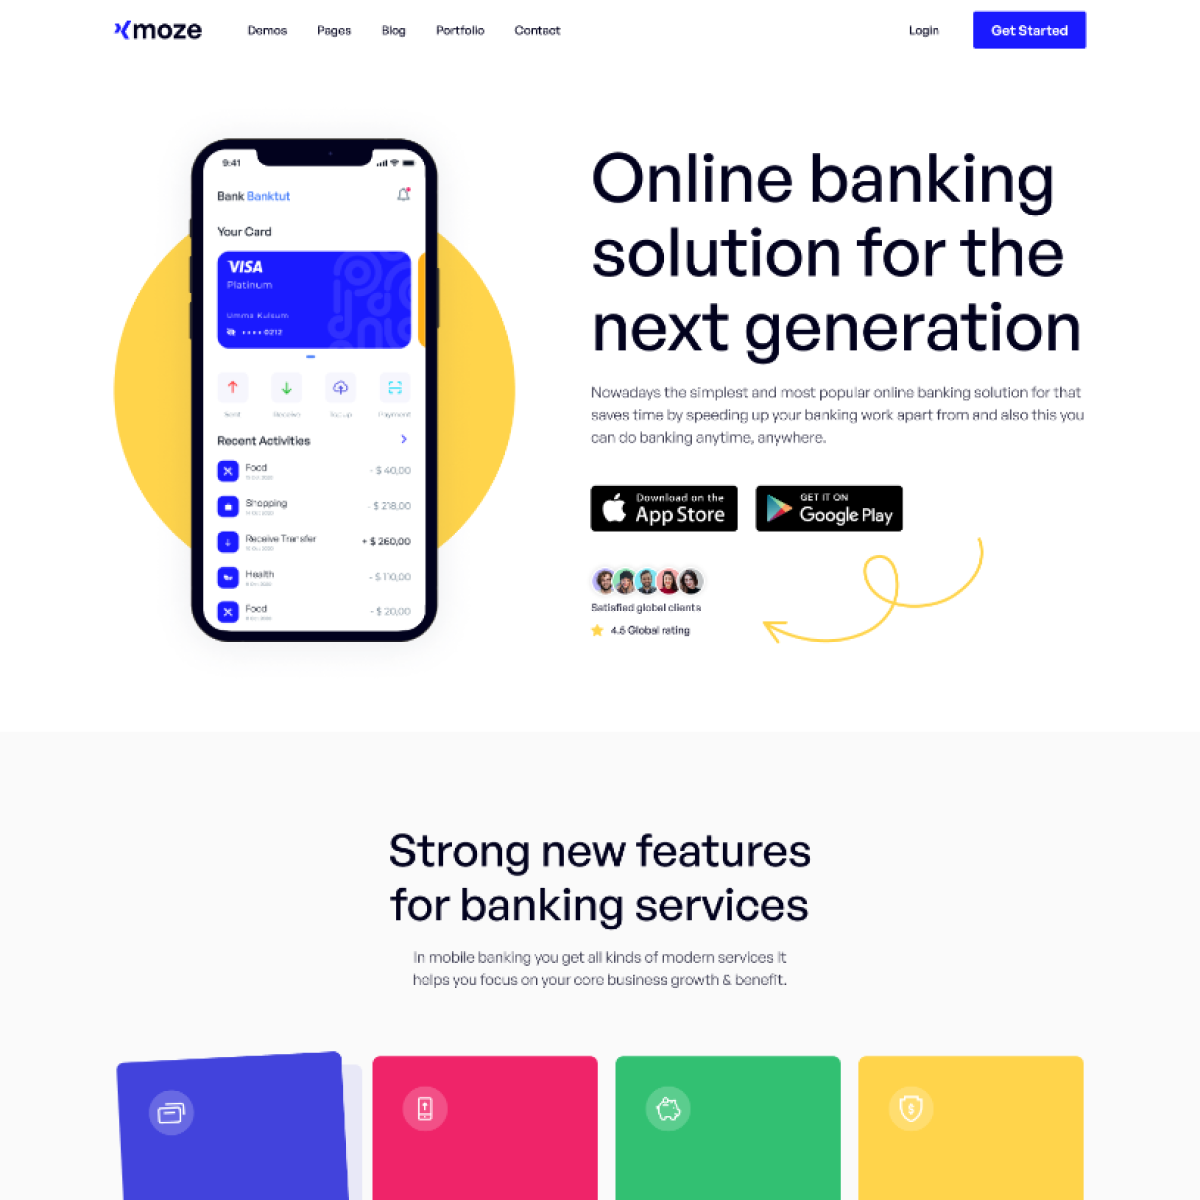 moze
Demos
Pages
Blog
Portfolio
Contact
Login
Get Started
9:41
Bank Banktut
Your Card
VISA
Platinum
Umma Kulsum
•••• 0212
Sent
Receive
Top up
Payment
Recent Activities
Food
- $ 40,00
Shopping
- $ 218,00
Receive Transfer
+ $ 260,00
Health
- $ 110,00
Food
- $ 20,00
Online banking
solution for the
next generation
Nowadays the simplest and most popular online banking solution for that
saves time by speeding up your banking work apart from and also this you
can do banking anytime, anywhere.
Download on the
App Store
GET IT ON
Google Play
Satisfied global clients
4.5 Global rating
Strong new features
for banking services
In mobile banking you get all kinds of modern services it
helps you focus on your core business growth & benefit.